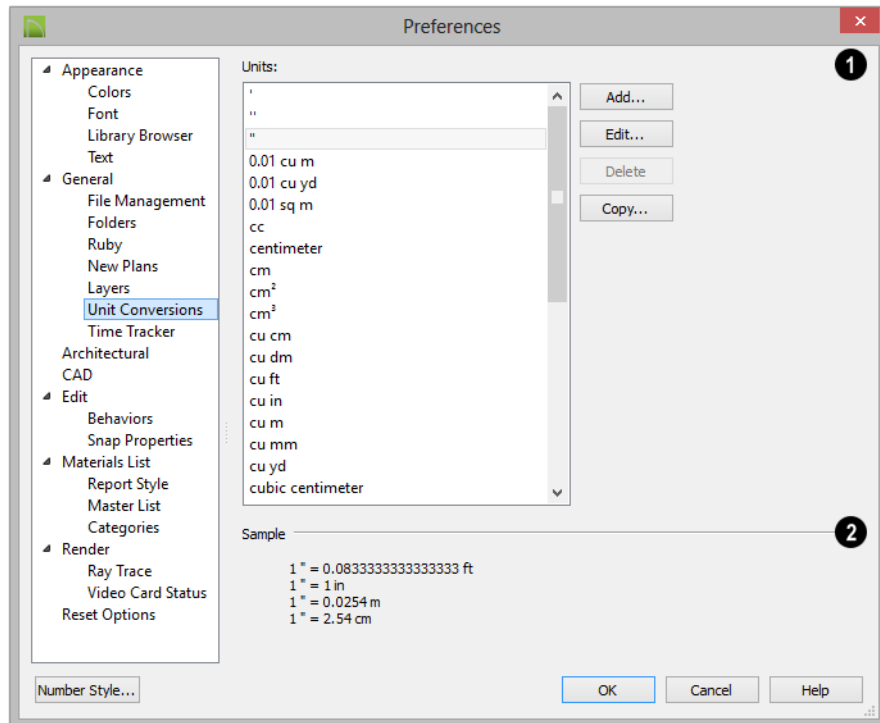 Preferences
1
Appearance
Colors
Font
Library Browser
Text
General
File Management
Folders
Ruby
New Plans
Layers
Unit Conversions
Time Tracker
Architectural
CAD
Edit
Behaviors
Snap Properties
Materials List
Report Style
Master List
Categories
Render
Ray Trace
Video Card Status
Reset Options
Units:
'
''
"
0.01 cu m
0.01 cu yd
0.01 sq m
cc
centimeter
cm
cm²
cm³
cu cm
cu dm
cu ft
cu in
cu m
cu mm
cu yd
cubic centimeter
Add...
Edit...
Delete
Copy...
Sample
2
1 " = 0.0833333333333333 ft
1 " = 1 in
1 " = 0.0254 m
1 " = 2.54 cm
Number Style...
OK
Cancel
Help